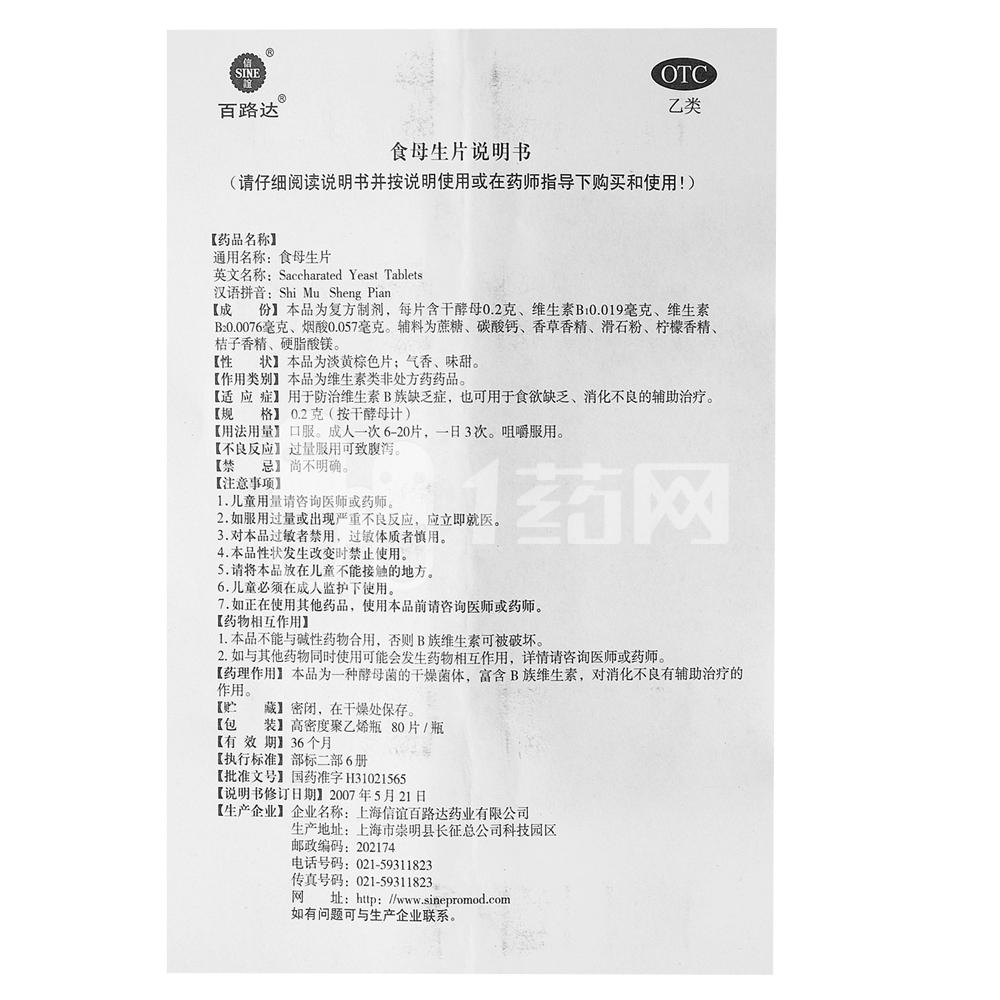 信
SINE
誼
®
百路达®
OTC
乙类
食母生片说明书
（请仔细阅读说明书并按说明使用或在药师指导下购买和使用！）
【药品名称】
通用名称：食母生片
英文名称：Saccharated Yeast Tablets
汉语拼音：Shi Mu Sheng Pian
【成 份】本品为复方制剂，每片含干酵母0.2克、维生素B₁0.019毫克、维生素
B₂0.0076毫克、烟酸0.057毫克。辅料为蔗糖、碳酸钙、香草香精、滑石粉、柠檬香精、
桔子香精、硬脂酸镁。
【性 状】本品为淡黄棕色片；气香、味甜。
【作用类别】本品为维生素类非处方药药品。
【适 应 症】用于防治维生素 B 族缺乏症，也可用于食欲缺乏、消化不良的辅助治疗。
【规 格】0.2 克（按干酵母计）
【用法用量】口服。成人一次 6-20片，一日 3 次。咀嚼服用。
【不良反应】过量服用可致腹泻。
【禁 忌】尚不明确。
【注意事项】
1.儿童用量请咨询医师或药师。
2.如服用过量或出现严重不良反应，应立即就医。
3.对本品过敏者禁用，过敏体质者慎用。
4.本品性状发生改变时禁止使用。
5.请将本品放在儿童不能接触的地方。
6.儿童必须在成人监护下使用。
7.如正在使用其他药品，使用本品前请咨询医师或药师。
【药物相互作用】
1. 本品不能与碱性药物合用，否则 B 族维生素可被破坏。
2. 如与其他药物同时使用可能会发生药物相互作用，详情请咨询医师或药师。
【药理作用】本品为一种酵母菌的干燥菌体，富含 B 族维生素，对消化不良有辅助治疗的
作用。
【贮 藏】密闭，在干燥处保存。
【包 装】高密度聚乙烯瓶 80 片 / 瓶
【有 效 期】36 个月
【执行标准】部标二部 6 册
【批准文号】国药准字 H31021565
【说明书修订日期】2007 年 5 月 21 日
【生产企业】企业名称：上海信谊百路达药业有限公司
生产地址：上海市崇明县长征总公司科技园区
邮政编码：202174
电话号码：021-59311823
传真号码：021-59311823
网 址：http：//www.sinepromod.com
如有问题可与生产企业联系。
1药网